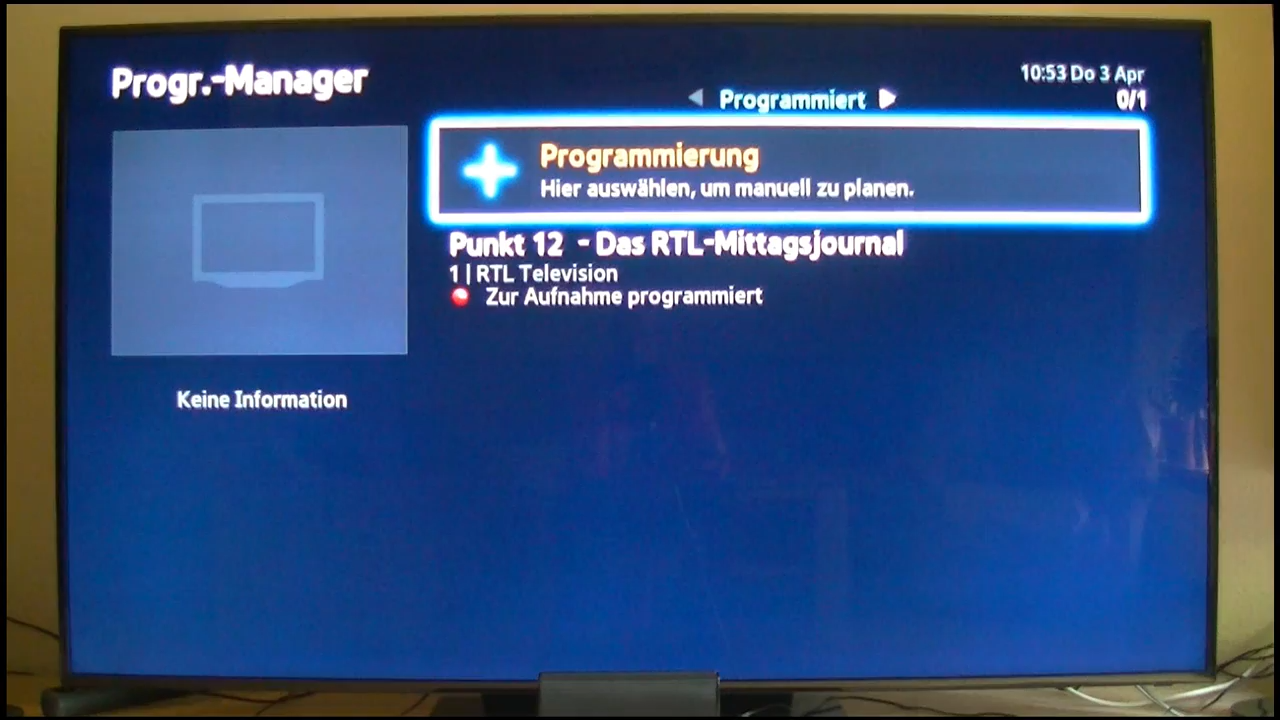 Progr.-Manager
10:53 Do 3 Apr
Programmiert
0/1
Programmierung
Hier auswählen, um manuell zu planen.
Punkt 12 - Das RTL-Mittagsjournal
1 | RTL Television
Zur Aufnahme programmiert
Keine Information